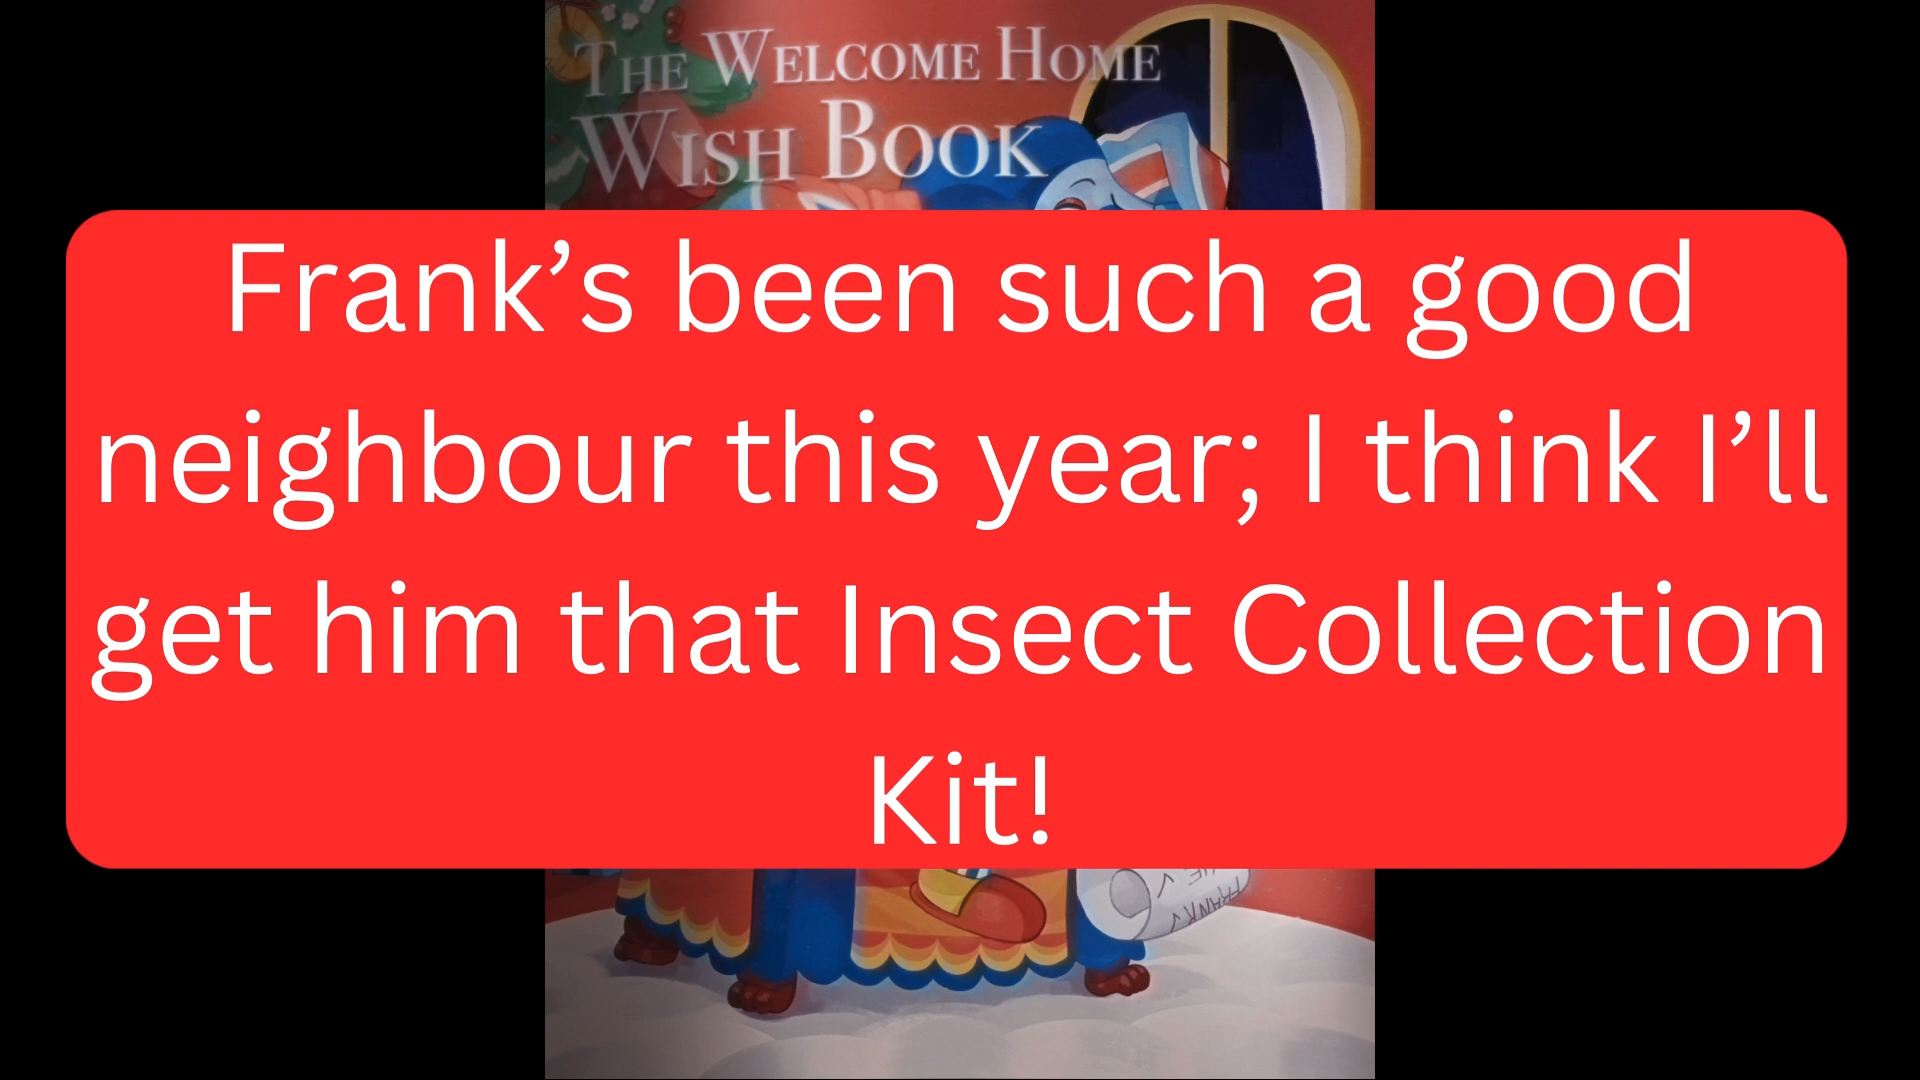 THE WELCOME HOME
WISH BOOK
Frank’s been such a good
neighbour this year; I think I’ll
get him that Insect Collection
Kit!
FRANK ✓